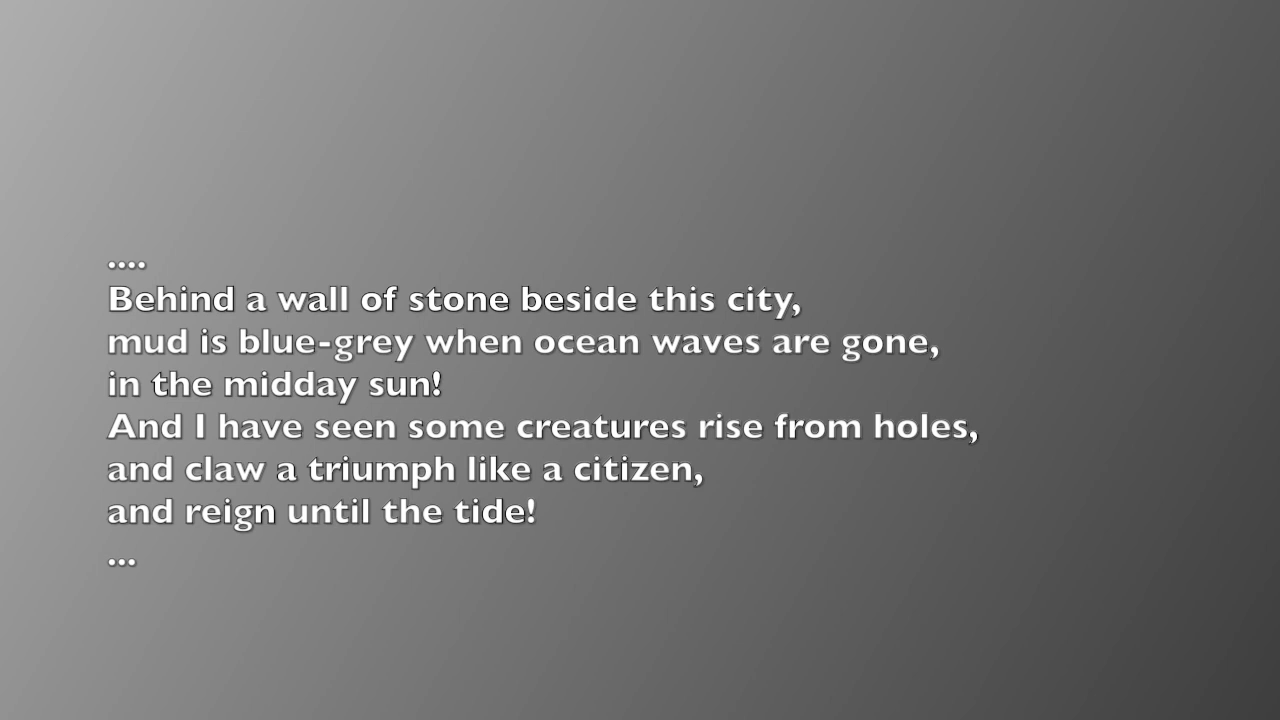 ....
Behind a wall of stone beside this city,
mud is blue-grey when ocean waves are gone,
in the midday sun!
And I have seen some creatures rise from holes,
and claw a triumph like a citizen,
and reign until the tide!
...